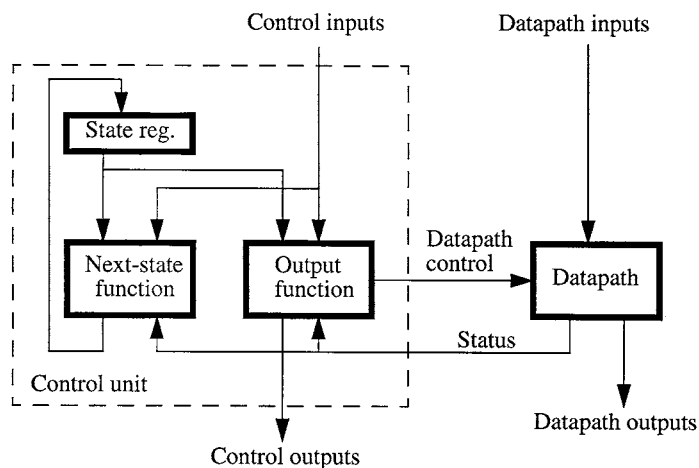 Control inputs
Datapath inputs
State reg.
Next-state
function
Output
function
Datapath
control
Datapath
Status
Control unit
Control outputs
Datapath outputs